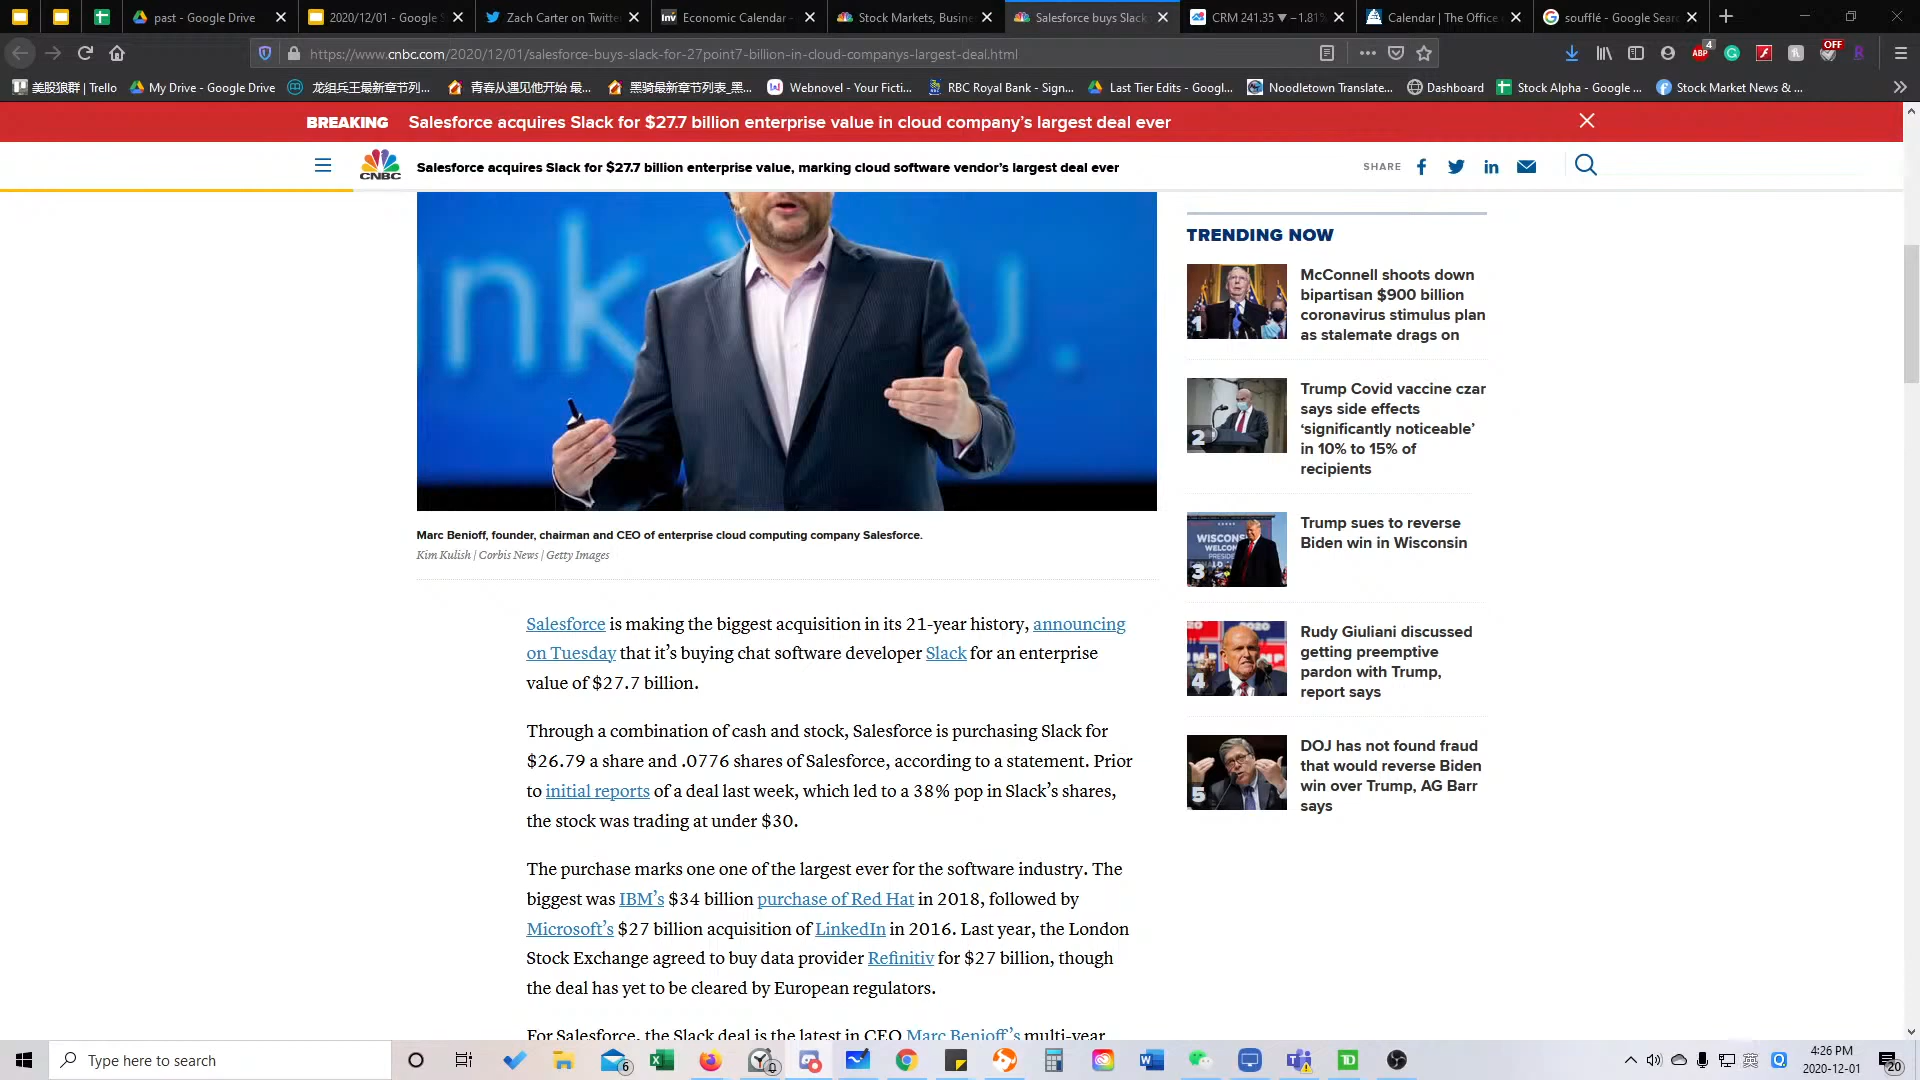 past - Google Drive
2020/12/01 - Google S
Zach Carter on Twitte
Economic Calendar -
Stock Markets, Busine
Salesforce buys Slack
CRM 241.35 ▼ −1.81%
Calendar | The Office
soufflé - Google Sear
https://www.cnbc.com/2020/12/01/salesforce-buys-slack-for-27point7-billion-in-cloud-companys-largest-deal.html
ABP 4
OFF
美股狼群 | Trello
My Drive - Google Drive
龙组兵王最新章节列...
青春从遇见他开始 最...
黑骑最新章节列表_黑...
Webnovel - Your Ficti...
RBC Royal Bank - Sign...
Last Tier Edits - Googl...
Noodletown Translate...
Dashboard
Stock Alpha - Google ...
Stock Market News & ...
BREAKING Salesforce acquires Slack for $27.7 billion enterprise value in cloud company’s largest deal ever
CNBC
Salesforce acquires Slack for $27.7 billion enterprise value, marking cloud software vendor’s largest deal ever
SHARE
nk You.
Marc Benioff, founder, chairman and CEO of enterprise cloud computing company Salesforce.
Kim Kulish | Corbis News | Getty Images
Salesforce is making the biggest acquisition in its 21-year history, announcing
on Tuesday that it’s buying chat software developer Slack for an enterprise
value of $27.7 billion.
Through a combination of cash and stock, Salesforce is purchasing Slack for
$26.79 a share and .0776 shares of Salesforce, according to a statement. Prior
to initial reports of a deal last week, which led to a 38% pop in Slack’s shares,
the stock was trading at under $30.
The purchase marks one one of the largest ever for the software industry. The
biggest was IBM’s $34 billion purchase of Red Hat in 2018, followed by
Microsoft’s $27 billion acquisition of LinkedIn in 2016. Last year, the London
Stock Exchange agreed to buy data provider Refinitiv for $27 billion, though
the deal has yet to be cleared by European regulators.
For Salesforce, the Slack deal is the latest in CEO Marc Benioff’s multi-year
TRENDING NOW
1
McConnell shoots down
bipartisan $900 billion
coronavirus stimulus plan
as stalemate drags on
2
Trump Covid vaccine czar
says side effects
‘significantly noticeable’
in 10% to 15% of
recipients
3
Trump sues to reverse
Biden win in Wisconsin
4
Rudy Giuliani discussed
getting preemptive
pardon with Trump,
report says
5
DOJ has not found fraud
that would reverse Biden
win over Trump, AG Barr
says
Type here to search
6
英
4:26 PM
2020-12-01
20